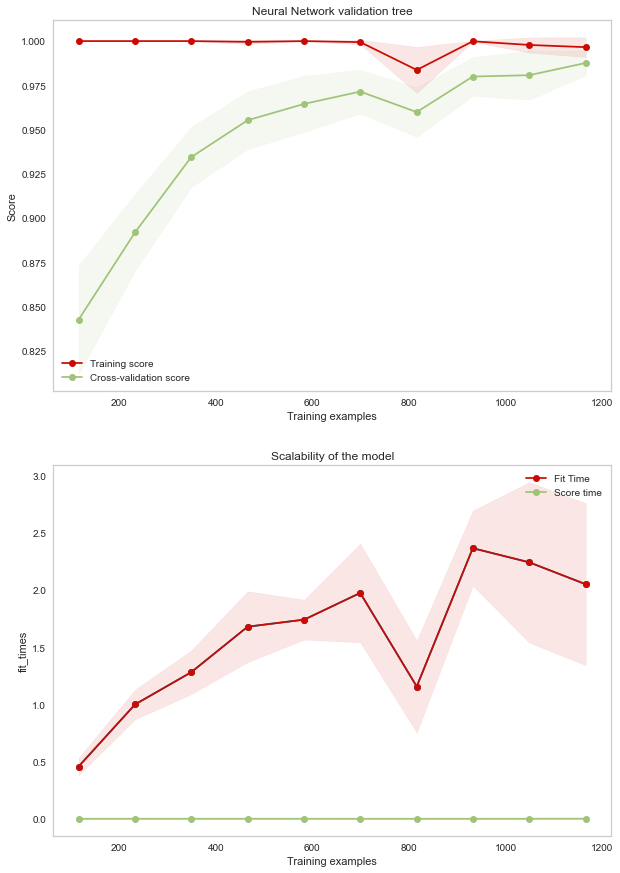 Neural Network validation tree
1.000
0.975
0.950
0.925
0.900
0.875
0.850
0.825
Score
Training score
Cross-validation score
200 400 600 800 1000 1200
Training examples
Scalability of the model
3.0
2.5
2.0
1.5
1.0
0.5
0.0
fit_times
Fit Time
Score time
200 400 600 800 1000 1200
Training examples